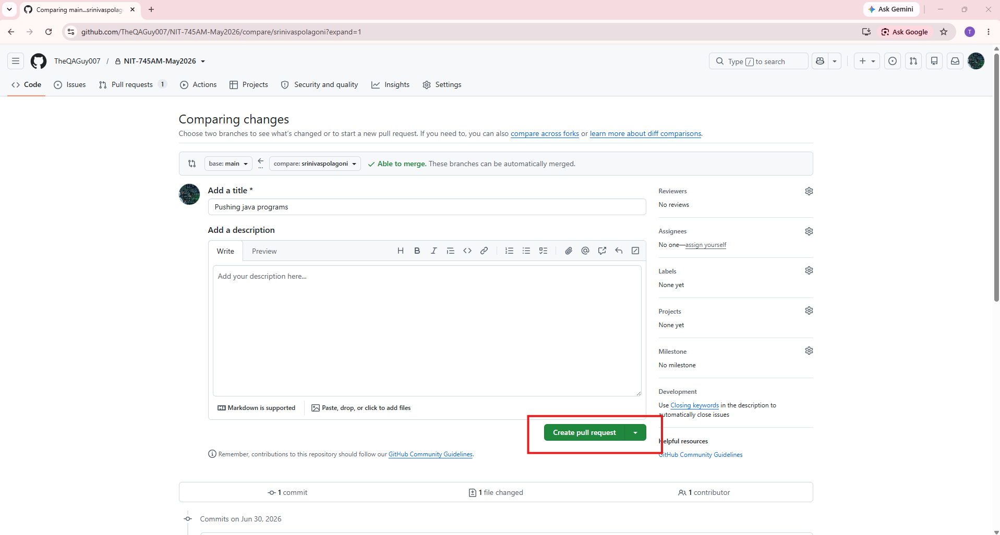 Comparing main...srinivaspolag
Ask Gemini
github.com/TheQAGuy007/NIT-745AM-May2026/compare/srinivaspolagoni?expand=1
Ask Google
T
TheQAGuy007 / NIT-745AM-May2026
Type / to search
Code
Issues
Pull requests 1
Actions
Projects
Security and quality
Insights
Settings
Comparing changes
Choose two branches to see what's changed or to start a new pull request. If you need to, you can also compare across forks or learn more about diff comparisons.
base: main
compare: srinivaspolagoni
Able to merge. These branches can be automatically merged.
Add a title *
Pushing java programs
Add a description
Write
Preview
Add your description here...
Markdown is supported
Paste, drop, or click to add files
Create pull request
Remember, contributions to this repository should follow our GitHub Community Guidelines.
Reviewers
No reviews
Assignees
No one—assign yourself
Labels
None yet
Projects
None yet
Milestone
No milestone
Development
Use Closing keywords in the description to
automatically close issues
Helpful resources
GitHub Community Guidelines
1 commit
1 file changed
1 contributor
Commits on Jun 30, 2026